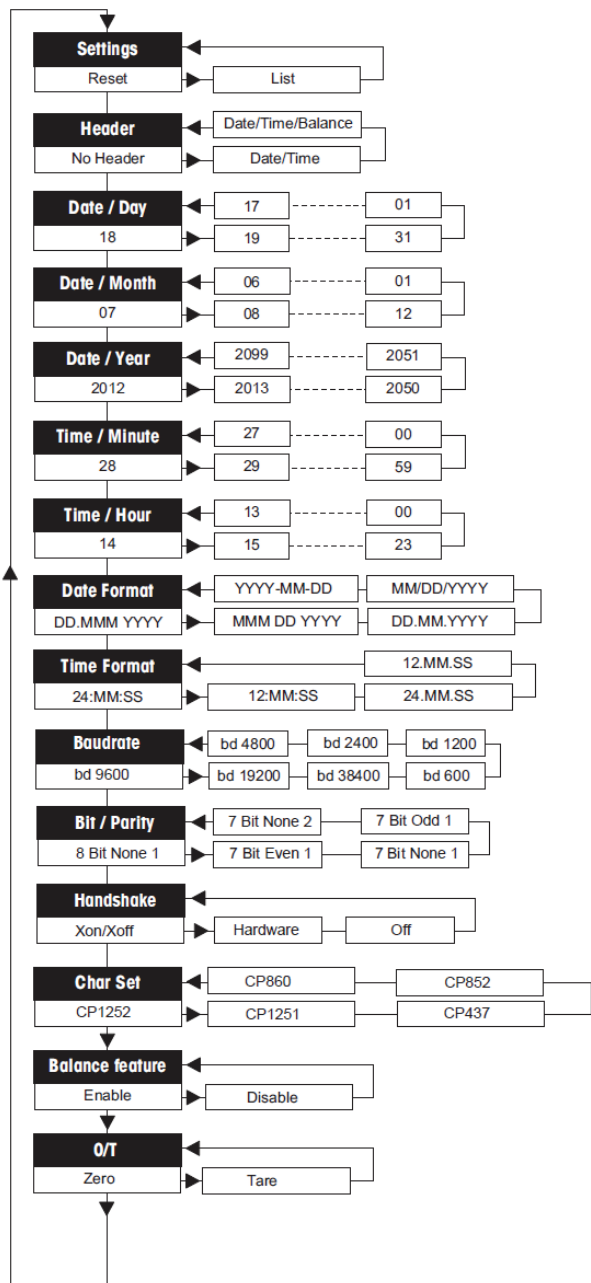 Settings
Reset
List
Header
Date/Time/Balance
No Header
Date/Time
Date / Day
17
01
18
19
31
Date / Month
06
01
07
08
12
Date / Year
2099
2051
2012
2013
2050
Time / Minute
27
00
28
29
59
Time / Hour
13
00
14
15
23
Date Format
YYYY-MM-DD
MM/DD/YYYY
DD.MMM YYYY
MMM DD YYYY
DD.MM.YYYY
Time Format
12.MM.SS
24:MM:SS
12:MM:SS
24.MM.SS
Baudrate
bd 4800
bd 2400
bd 1200
bd 9600
bd 19200
bd 38400
bd 600
Bit / Parity
7 Bit None 2
7 Bit Odd 1
8 Bit None 1
7 Bit Even 1
7 Bit None 1
Handshake
Xon/Xoff
Hardware
Off
Char Set
CP860
CP852
CP1252
CP1251
CP437
Balance feature
Enable
Disable
0/T
Zero
Tare